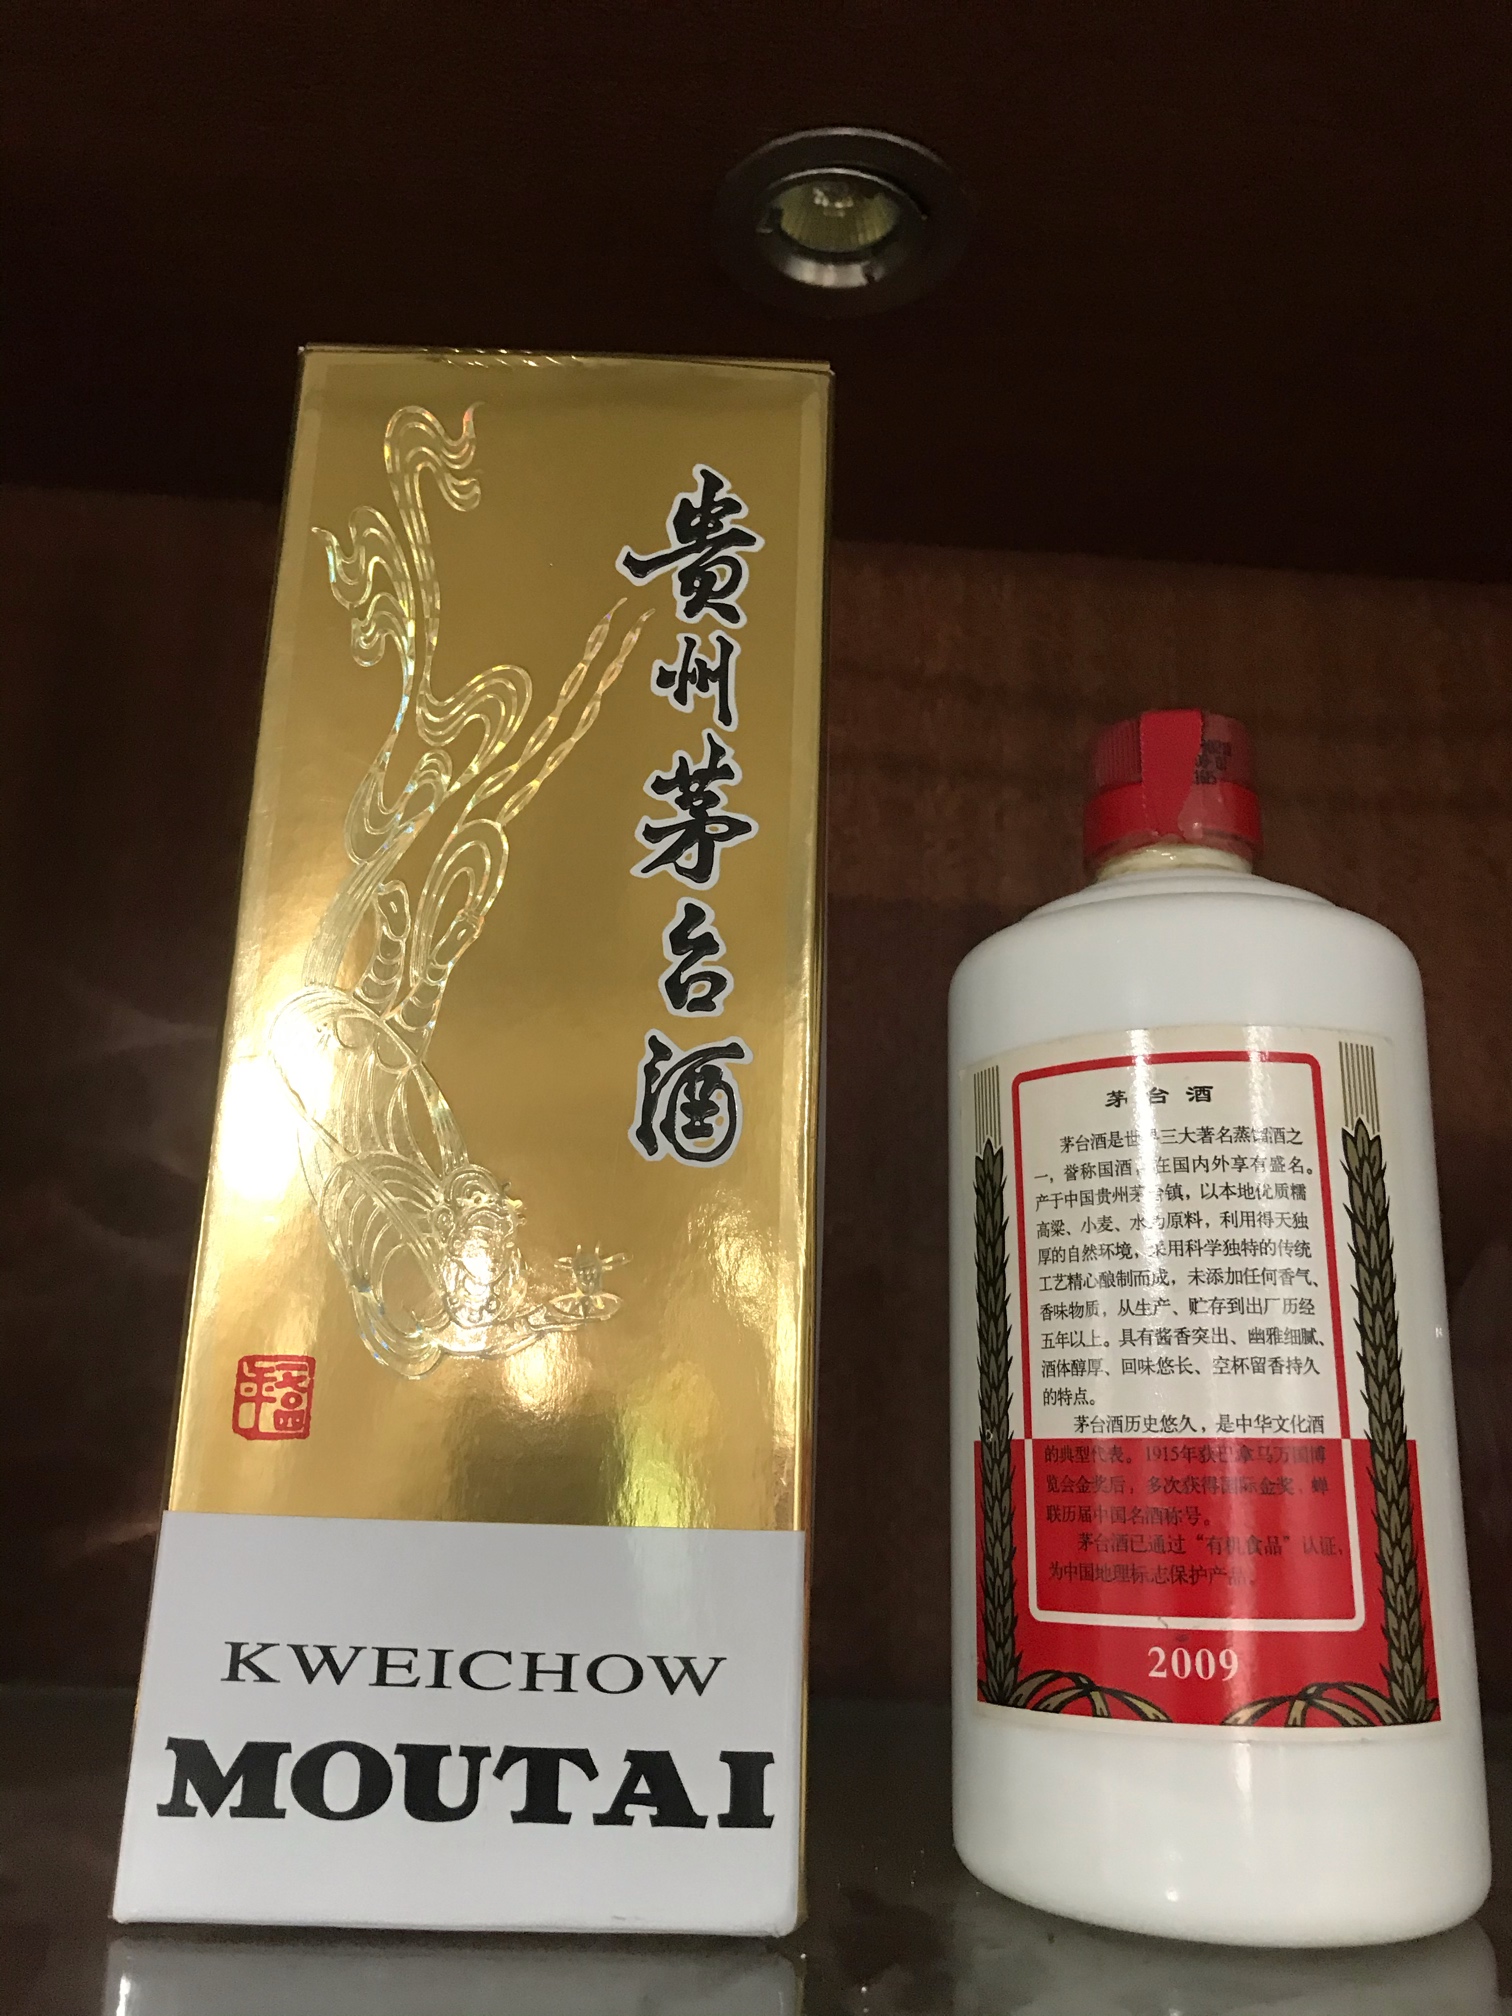 贵州茅台酒
KWEICHOW
MOUTAI
茅台酒
茅台酒是世界三大著名蒸馏酒之
一，誉称国酒，在国内外享有盛名。
产于中国贵州茅台镇，以本地优质糯
高粱、小麦、水为原料，利用得天独
厚的自然环境，采用科学独特的传统
工艺精心酿制而成，未添加任何香气、
香味物质，从生产、贮存到出厂历经
五年以上。具有酱香突出、幽雅细腻、
酒体醇厚、回味悠长、空杯留香持久
的特点。
茅台酒历史悠久，是中华文化酒
的典型代表。1915年获巴拿马万国博
览会金奖后，多次获得国际金奖，蝉
联历届中国名酒称号。
茅台酒已通过“有机食品”认证，
为中国地理标志保护产品。
2009